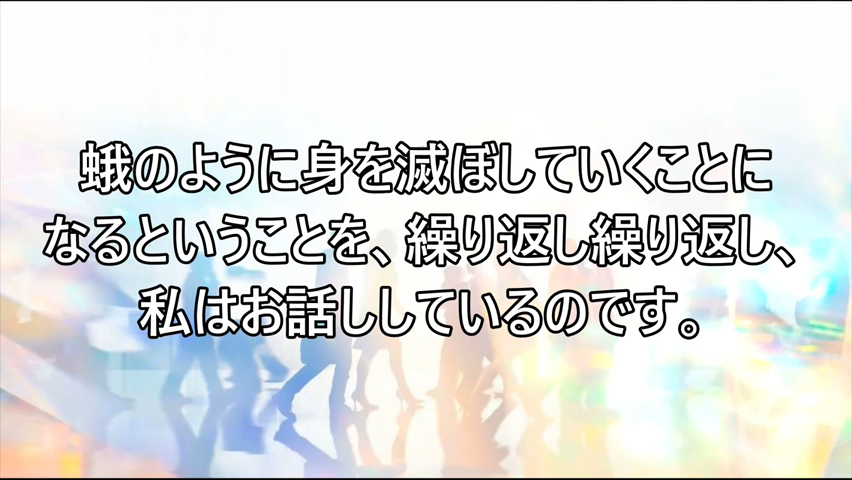 蛾のように身を滅ぼしていくことに
なるということを、繰り返し繰り返し、
私はお話ししているのです。